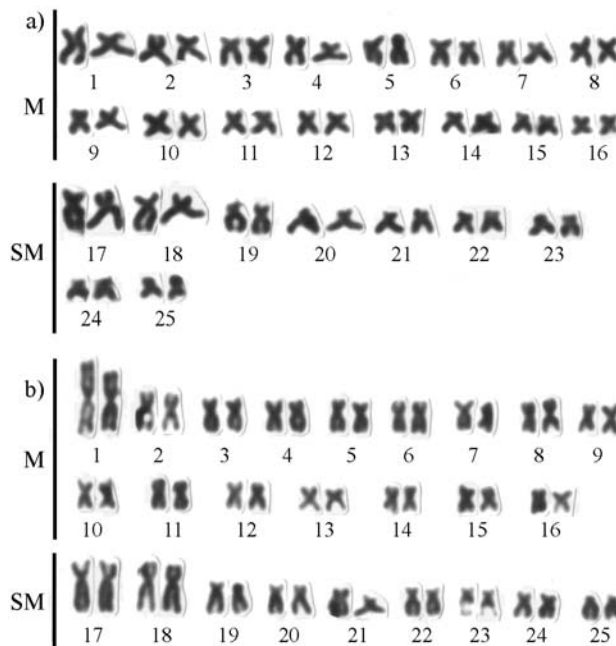 a)
M
1 2 3 4 5 6 7 8
9 10 11 12 13 14 15 16
SM
17 18 19 20 21 22 23
24 25
b)
M
1 2 3 4 5 6 7 8 9
10 11 12 13 14 15 16
SM
17 18 19 20 21 22 23 24 25